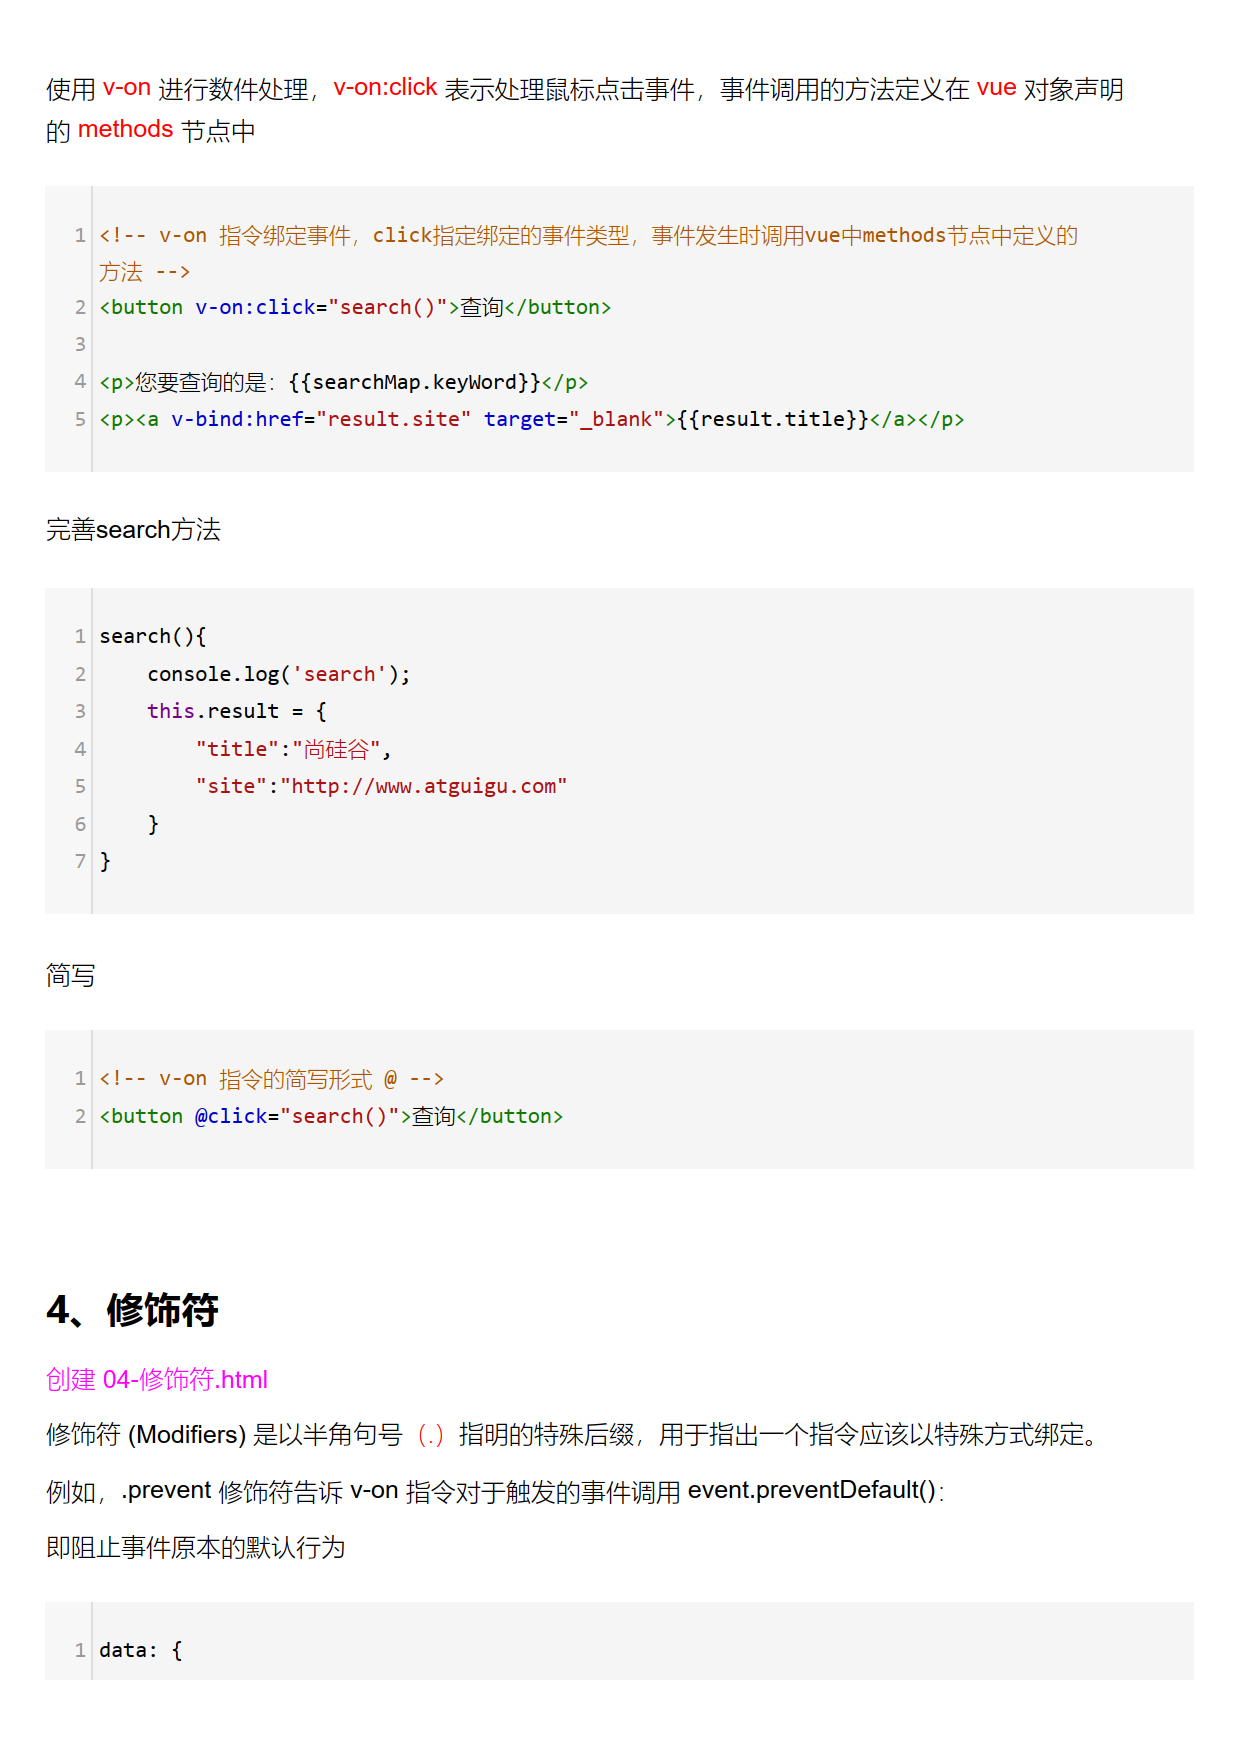 使用 v-on 进行数件处理，v-on:click 表示处理鼠标点击事件，事件调用的方法定义在 vue 对象声明
的 methods 节点中
1 <!-- v-on 指令绑定事件，click指定绑定的事件类型，事件发生时调用vue中methods节点中定义的
方法 -->
2 <button v-on:click="search()">查询</button>
3
4 <p>您要查询的是：{{searchMap.keyWord}}</p>
5 <p><a v-bind:href="result.site" target="_blank">{{result.title}}</a></p>
完善search方法
1 search(){
2     console.log('search');
3     this.result = {
4         "title":"尚硅谷",
5         "site":"http://www.atguigu.com"
6     }
7 }
简写
1 <!-- v-on 指令的简写形式 @ -->
2 <button @click="search()">查询</button>
4、修饰符
创建 04-修饰符.html
修饰符 (Modifiers) 是以半角句号（.）指明的特殊后缀，用于指出一个指令应该以特殊方式绑定。
例如，.prevent 修饰符告诉 v-on 指令对于触发的事件调用 event.preventDefault()：
即阻止事件原本的默认行为
1 data: {